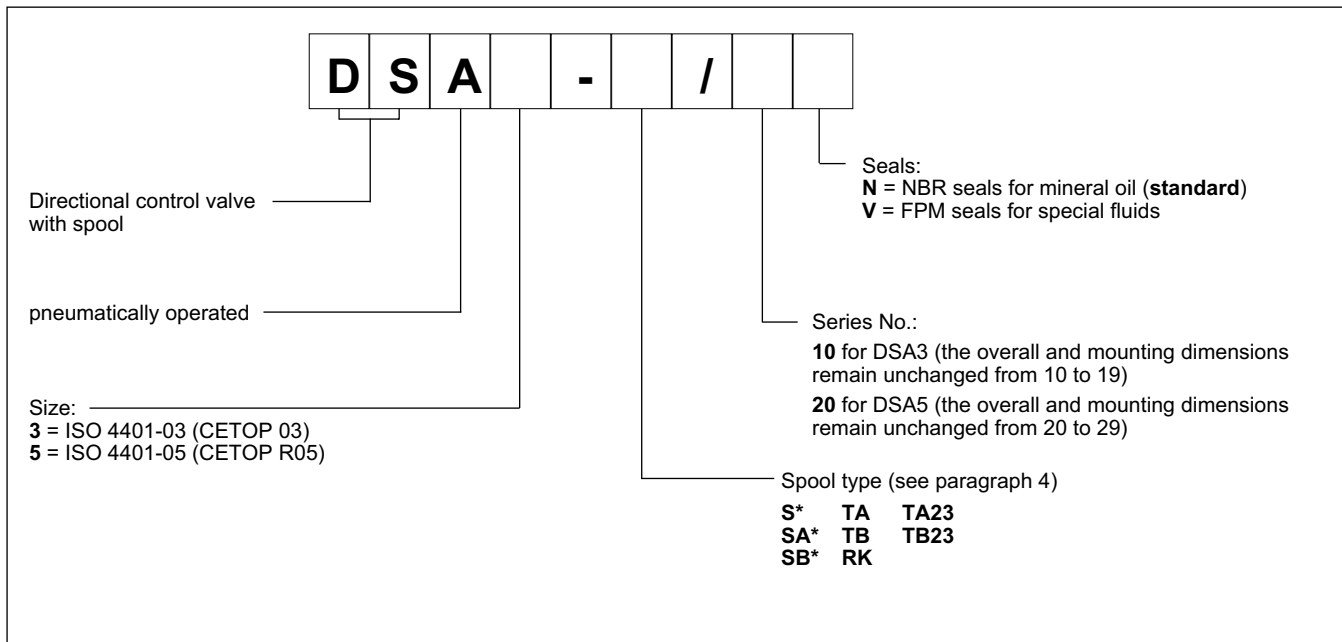 D S A - /
Seals:
N = NBR seals for mineral oil (standard)
V = FPM seals for special fluids
Directional control valve
with spool
pneumatically operated
Series No.:
10 for DSA3 (the overall and mounting dimensions
remain unchanged from 10 to 19)
20 for DSA5 (the overall and mounting dimensions
remain unchanged from 20 to 29)
Size:
3 = ISO 4401-03 (CETOP 03)
5 = ISO 4401-05 (CETOP R05)
Spool type (see paragraph 4)
S* TA TA23
SA* TB TB23
SB* RK